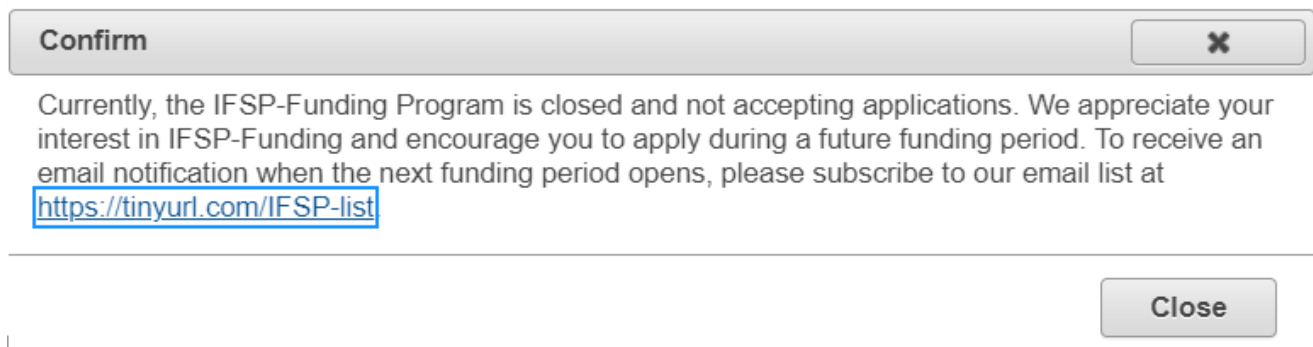 Confirm
Currently, the IFSP-Funding Program is closed and not accepting applications. We appreciate your
interest in IFSP-Funding and encourage you to apply during a future funding period. To receive an
email notification when the next funding period opens, please subscribe to our email list at
https://tinyurl.com/IFSP-list.
Close